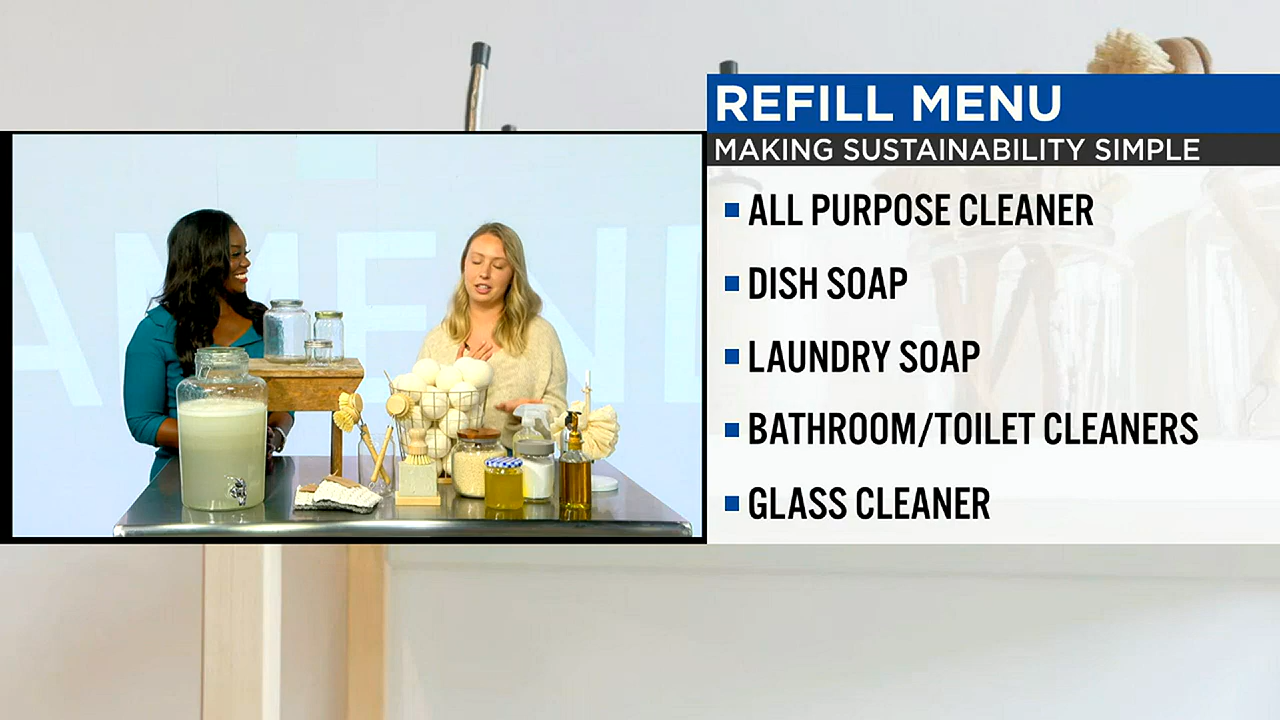 REFILL MENU
MAKING SUSTAINABILITY SIMPLE
ALL PURPOSE CLEANER
DISH SOAP
LAUNDRY SOAP
BATHROOM/TOILET CLEANERS
GLASS CLEANER